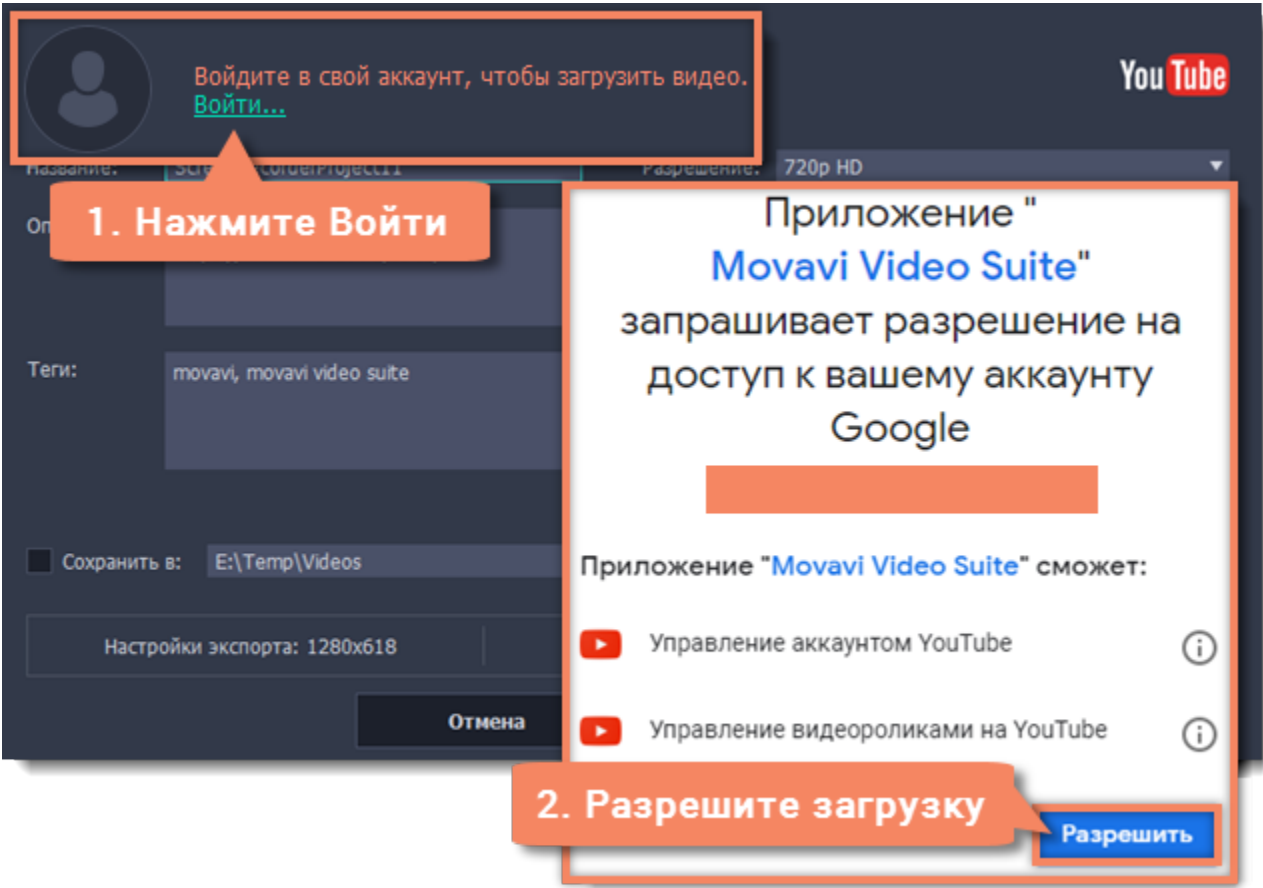 Войдите в свой аккаунт, чтобы загрузить видео.
Войти...
You Tube
Название:
Разрешение: 720p HD
1. Нажмите Войти
Теги:
movavi, movavi video suite
Сохранить в: E:\Temp\Videos
Настройки экспорта: 1280x618
Отмена
Приложение "
Movavi Video Suite"
запрашивает разрешение на
доступ к вашему аккаунту
Google
Приложение "Movavi Video Suite" сможет:
Управление аккаунтом YouTube
Управление видеороликами на YouTube
2. Разрешите загрузку
Разрешить